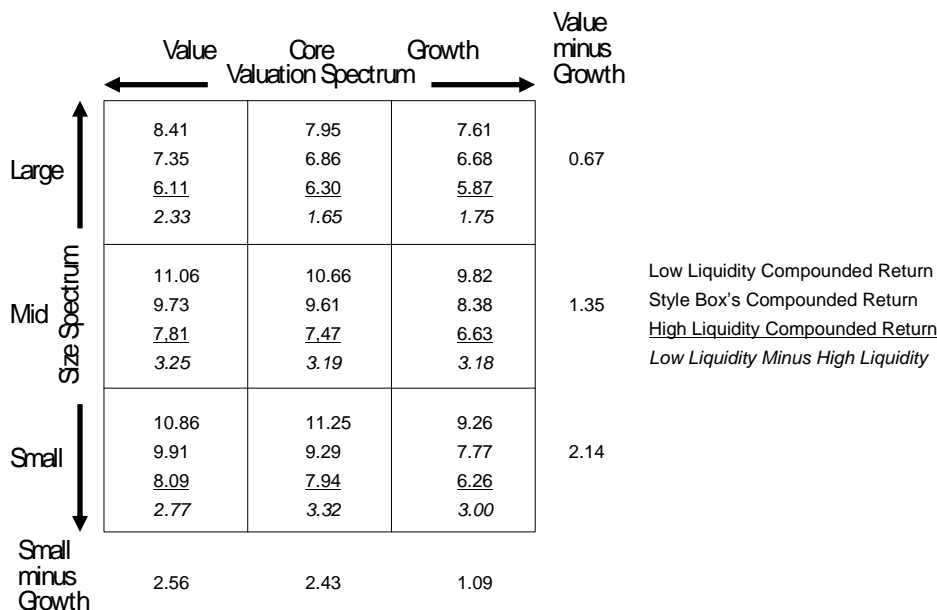 Value Core Growth
Valuation Spectrum
Value
minus
Growth
Large
8.41 7.95 7.61
7.35 6.86 6.68 0.67
6.11 6.30 5.87
2.33 1.65 1.75
Size Spectrum
Mid
11.06 10.66 9.82
9.73 9.61 8.38 1.35
7,81 7,47 6.63
3.25 3.19 3.18
Low Liquidity Compounded Return
Style Box's Compounded Return
High Liquidity Compounded Return
Low Liquidity Minus High Liquidity
Small
10.86 11.25 9.26
9.91 9.29 7.77 2.14
8.09 7.94 6.26
2.77 3.32 3.00
Small
minus
Growth
2.56 2.43 1.09